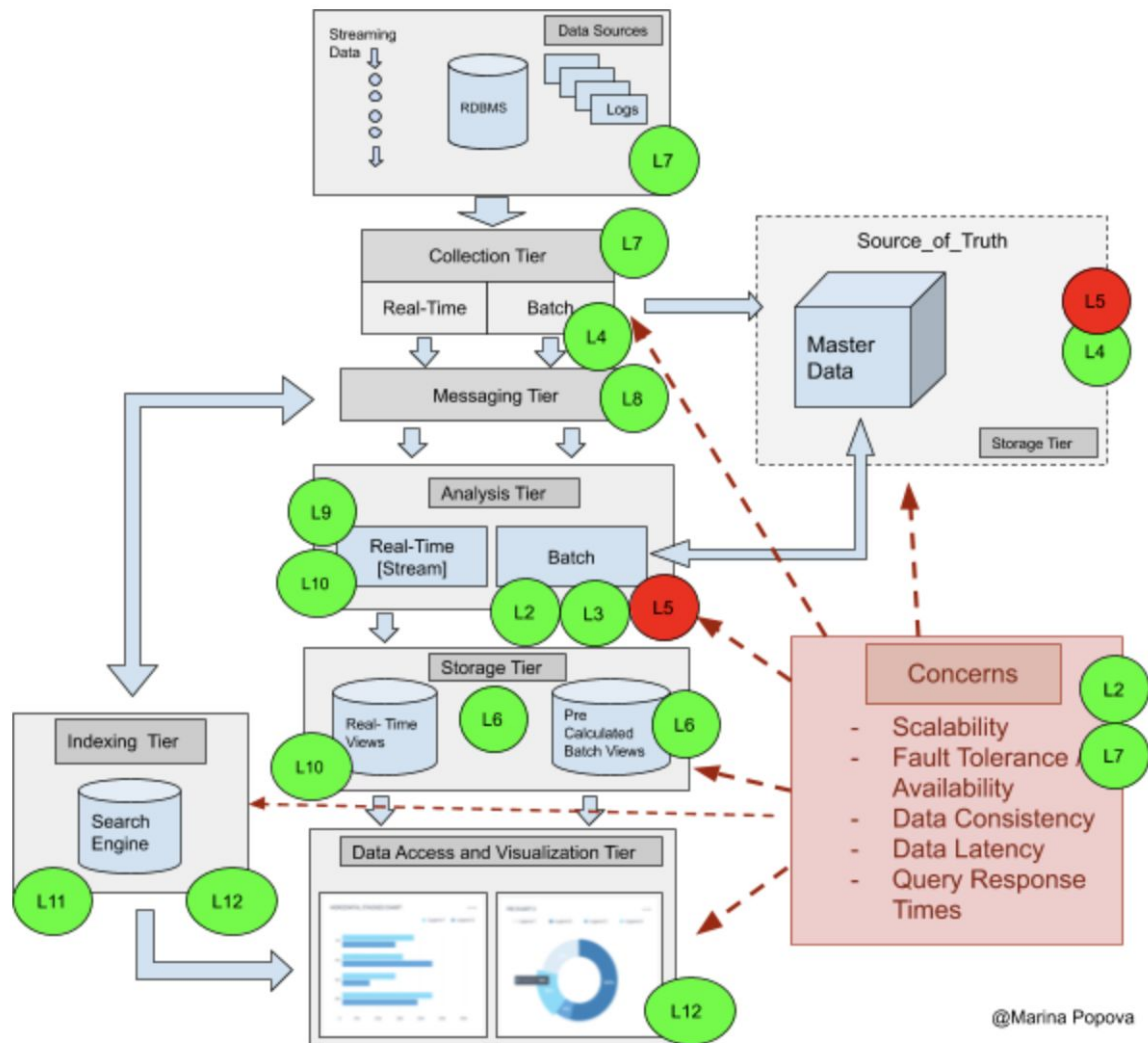 Streaming
Data
Data Sources
RDBMS
Logs
L7
Collection Tier
L7
Real-Time
Batch
L4
Source_of_Truth
L5
L4
Master
Data
Storage Tier
Messaging Tier
L8
Analysis Tier
L9
Real-Time
[Stream]
L10
Batch
L2
L3
L5
Storage Tier
Real- Time
Views
L6
Pre
Calculated
Batch Views
L6
L10
Indexing Tier
Search
Engine
L11
L12
Data Access and Visualization Tier
L12
Concerns
L2
L7
- Scalability
- Fault Tolerance /
Availability
- Data Consistency
- Data Latency
- Query Response
Times
@Marina Popova